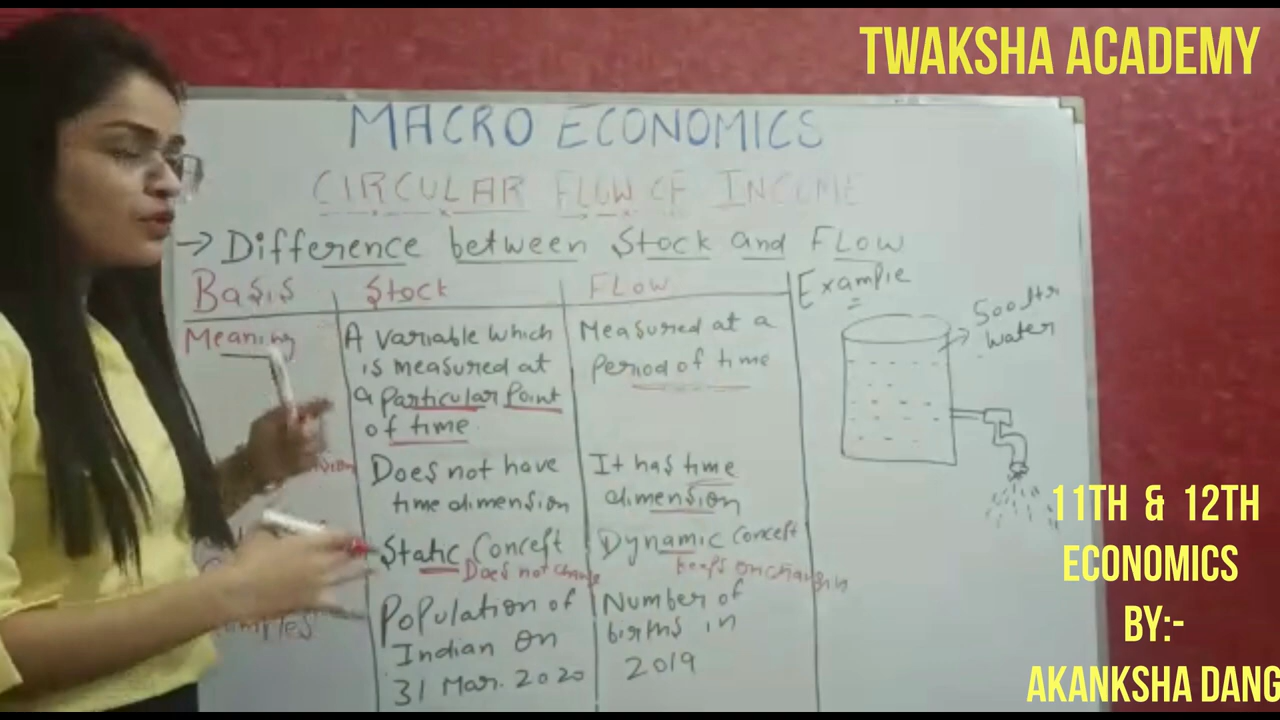 TWAKSHA ACADEMY
MACRO ECONOMICS
CIRCULAR FLOW OF INCOME
→ Difference between Stock and Flow
Basis
Stock
Flow
Example
Meaning
A variable which
is measured at
a particular point
of time
Measured at a
period of time
500 ltr
water
Does not have
time dimension
It has time
dimension
Static Concept
Does not change
Dynamic Concept
keeps on changin
Population of
Indian on
31 Mar. 2020
Number of
births in
2019
11TH & 12TH
ECONOMICS
BY:-
AKANKSHA DANG